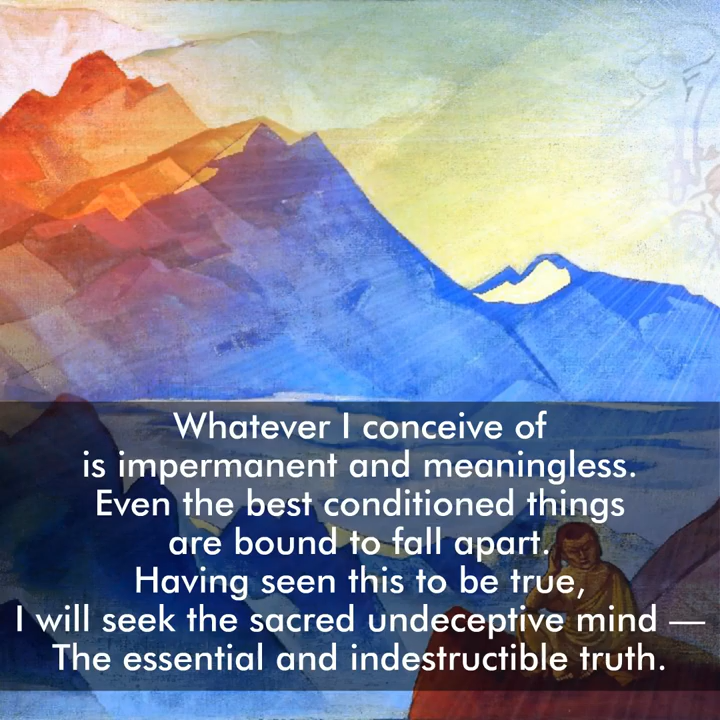 Whatever I conceive of
is impermanent and meaningless.
Even the best conditioned things
are bound to fall apart.
Having seen this to be true,
I will seek the sacred undeceptive mind —
The essential and indestructible truth.